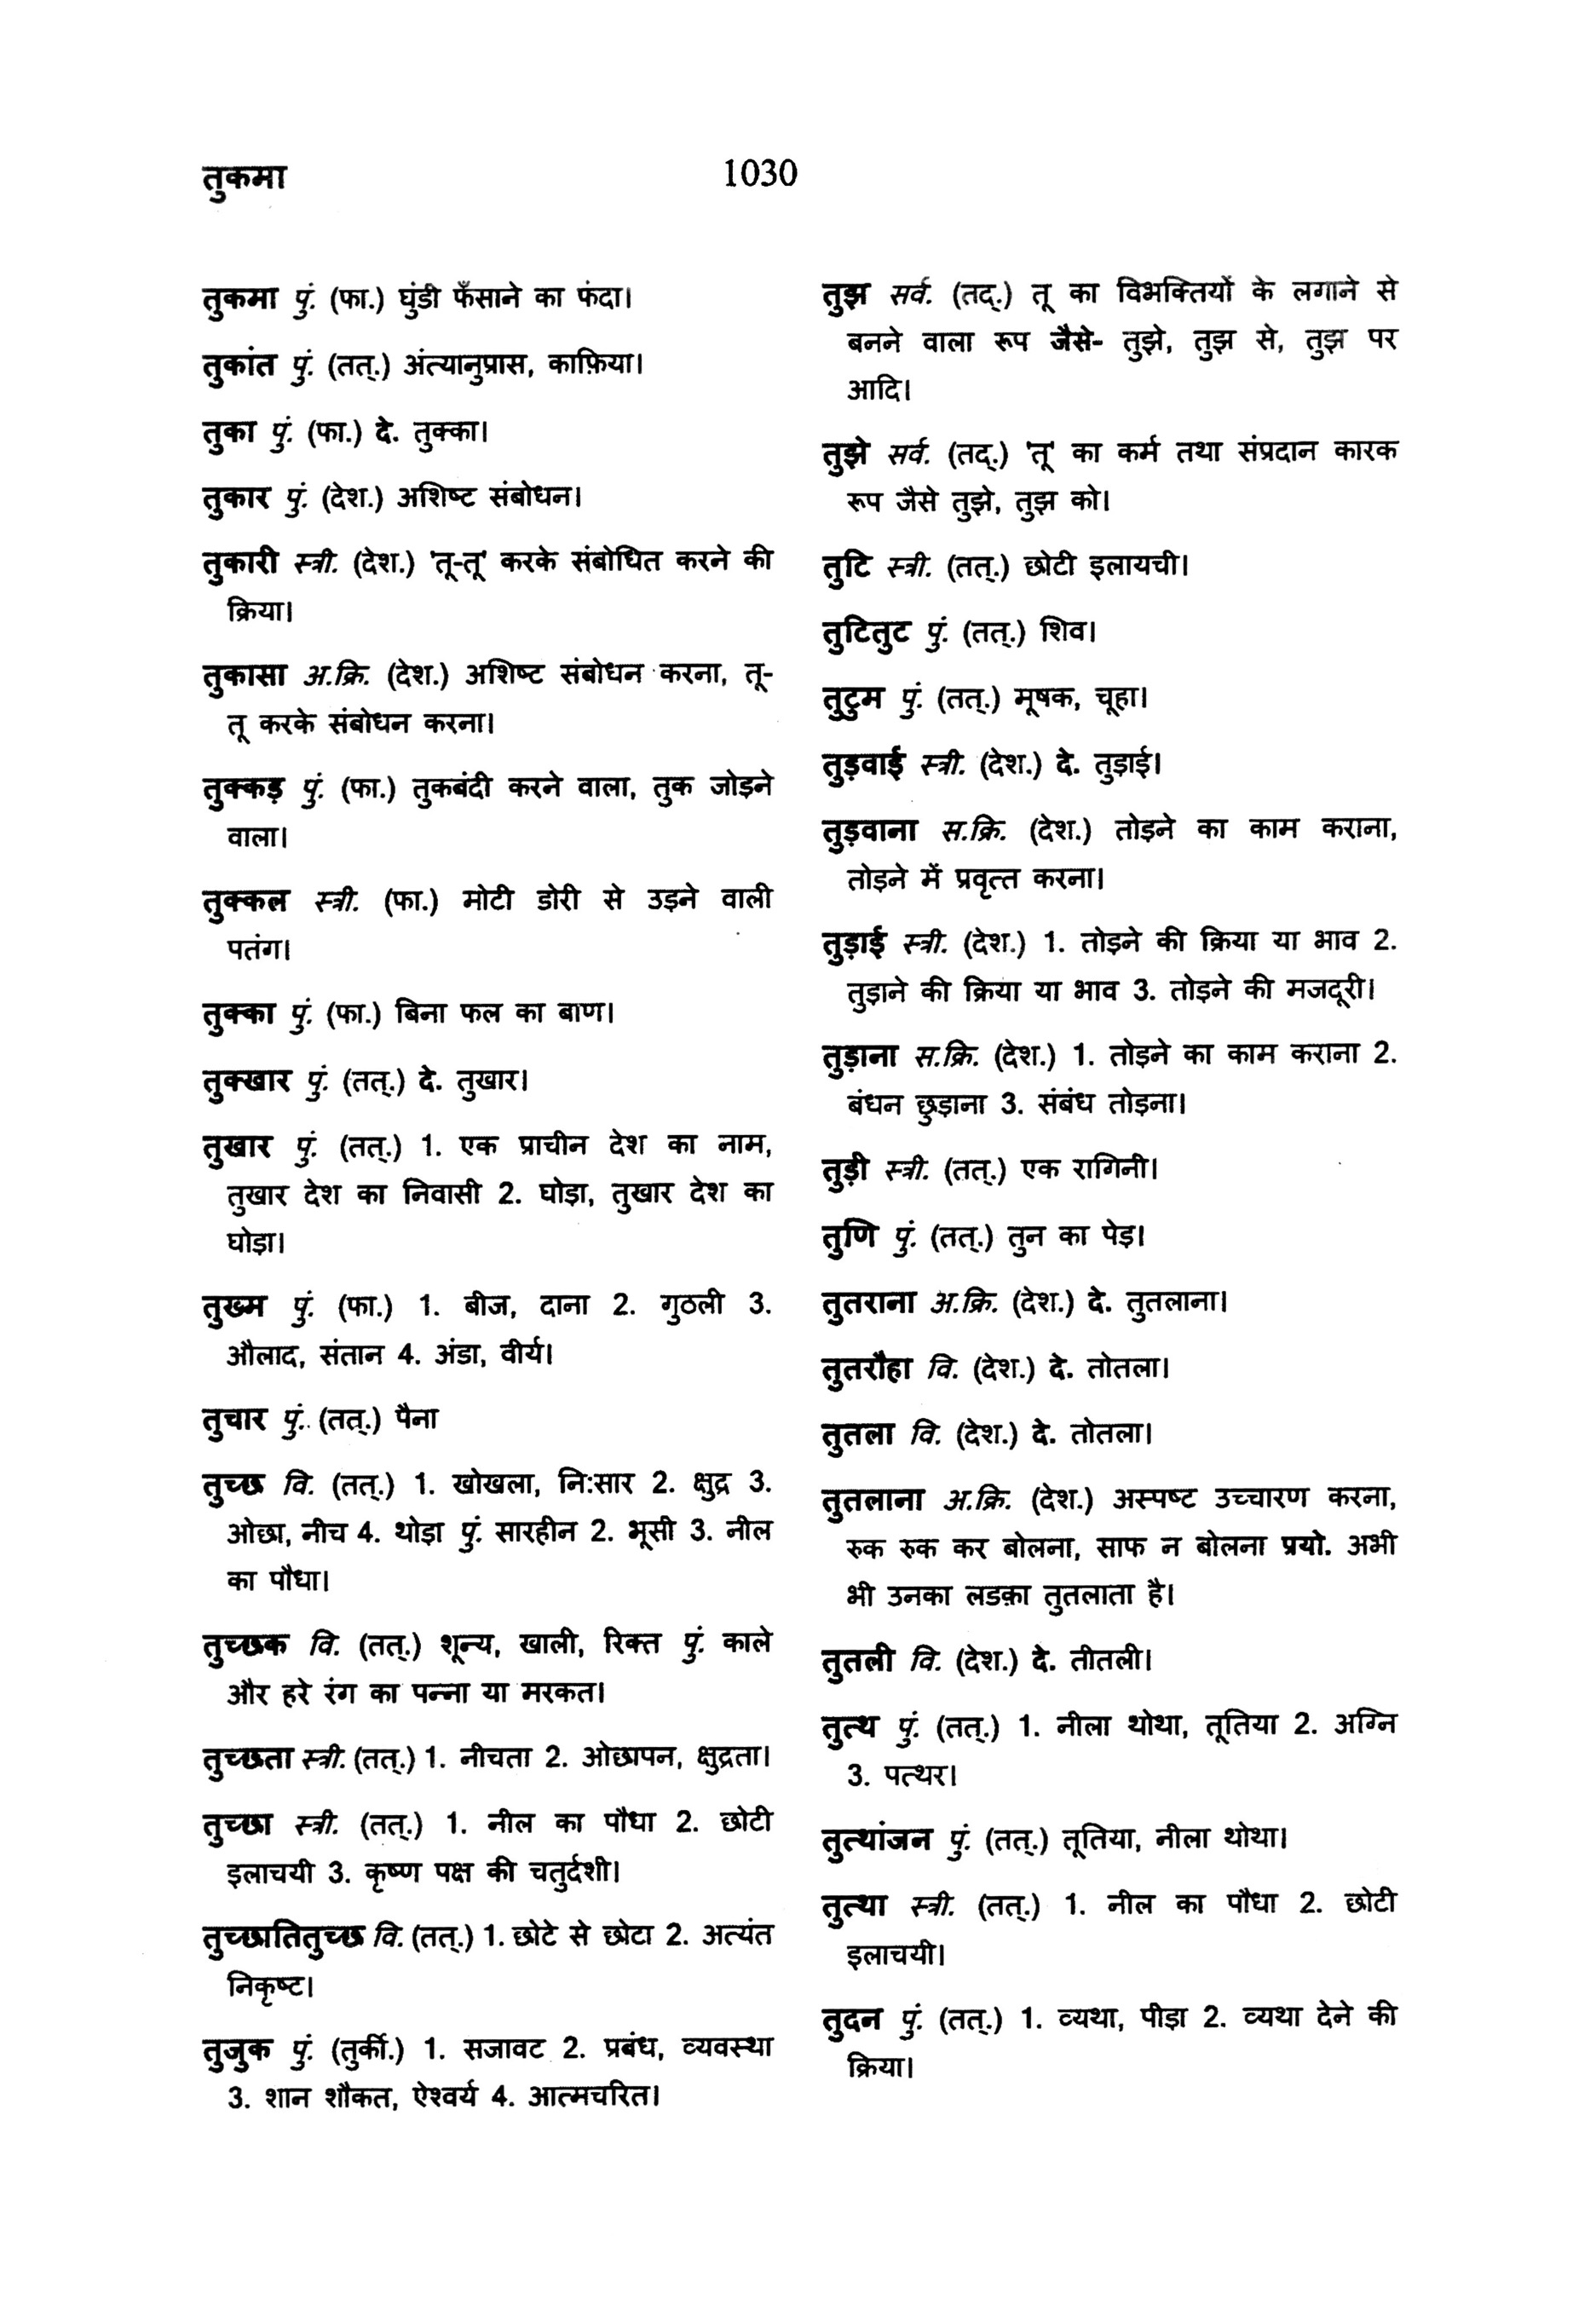 तुकमा
1030
तुकमा पुं. (फा.) घुंडी फँसाने का फंदा।
तुकांत पुं. (तत्.) अंत्यानुप्रास, काफ़िया।
तुका पुं. (फा.) दे. तुक्का।
तुकार पुं. (देश.) अशिष्ट संबोधन।
तुकारी स्त्री. (देश.) 'तू-तू' करके संबोधित करने की
क्रिया।
तुकासा अ.क्रि. (देश.) अशिष्ट संबोधन करना, तू-
तू करके संबोधन करना।
तुक्कड़ पुं. (फा.) तुकबंदी करने वाला, तुक जोड़ने
वाला।
तुक्कल स्त्री. (फा.) मोटी डोरी से उड़ने वाली
पतंग।
तुक्का पुं. (फा.) बिना फल का बाण।
तुक्खार पुं. (तत्.) दे. तुखार।
तुखार पुं. (तत्.) 1. एक प्राचीन देश का नाम,
तुखार देश का निवासी 2. घोड़ा, तुखार देश का
घोड़ा।
तुख्म पुं. (फा.) 1. बीज, दाना 2. गुठली 3.
औलाद, संतान 4. अंडा, वीर्य।
तुचार पुं. (तत्.) पैना
तुच्छ वि. (तत्.) 1. खोखला, नि:सार 2. क्षुद्र 3.
ओछा, नीच 4. थोड़ा पुं. सारहीन 2. भूसी 3. नील
का पौधा।
तुच्छक वि. (तत्.) शून्य, खाली, रिक्त पुं. काले
और हरे रंग का पन्ना या मरकत।
तुच्छता स्त्री. (तत्.) 1. नीचता 2. ओछापन, क्षुद्रता।
तुच्छा स्त्री. (तत्.) 1. नील का पौधा 2. छोटी
इलाचयी 3. कृष्ण पक्ष की चतुर्दशी।
तुच्छातितुच्छ वि. (तत्.) 1. छोटे से छोटा 2. अत्यंत
निकृष्ट।
तुजुक पुं. (तुर्की.) 1. सजावट 2. प्रबंध, व्यवस्था
3. शान शौकत, ऐश्वर्य 4. आत्मचरित।
तुझ सर्व. (तद्.) तू का विभक्तियों के लगाने से
बनने वाला रूप जैसे- तुझे, तुझ से, तुझ पर
आदि।
तुझे सर्व. (तद्.) 'तू' का कर्म तथा संप्रदान कारक
रूप जैसे तुझे, तुझ को।
तुटि स्त्री. (तत्.) छोटी इलायची।
तुटितुट पुं. (तत्.) शिव।
तुटुम पुं. (तत्.) मूषक, चूहा।
तुड़वाई स्त्री. (देश.) दे. तुड़ाई।
तुड़वाना स.क्रि. (देश.) तोड़ने का काम कराना,
तोड़ने में प्रवृत्त करना।
तुड़ाई स्त्री. (देश.) 1. तोड़ने की क्रिया या भाव 2.
तुड़ाने की क्रिया या भाव 3. तोड़ने की मजदूरी।
तुड़ाना स.क्रि. (देश.) 1. तोड़ने का काम कराना 2.
बंधन छुड़ाना 3. संबंध तोड़ना।
तुड़ी स्त्री. (तत्.) एक रागिनी।
तुणि पुं. (तत्.) तुन का पेड़।
तुतराना अ.क्रि. (देश.) दे. तुतलाना।
तुतरौहा वि. (देश.) दे. तोतला।
तुतला वि. (देश.) दे. तोतला।
तुतलाना अ.क्रि. (देश.) अस्पष्ट उच्चारण करना,
रुक रुक कर बोलना, साफ न बोलना प्रयो. अभी
भी उनका लडक़ा तुतलाता है।
तुतली वि. (देश.) दे. तीतली।
तुत्थ पुं. (तत्.) 1. नीला थोथा, तूतिया 2. अग्नि
3. पत्थर।
तुत्थांजन पुं. (तत्.) तूतिया, नीला थोथा।
तुत्था स्त्री. (तत्.) 1. नील का पौधा 2. छोटी
इलाचयी।
तुदन पुं. (तत्.) 1. व्यथा, पीड़ा 2. व्यथा देने की
क्रिया।